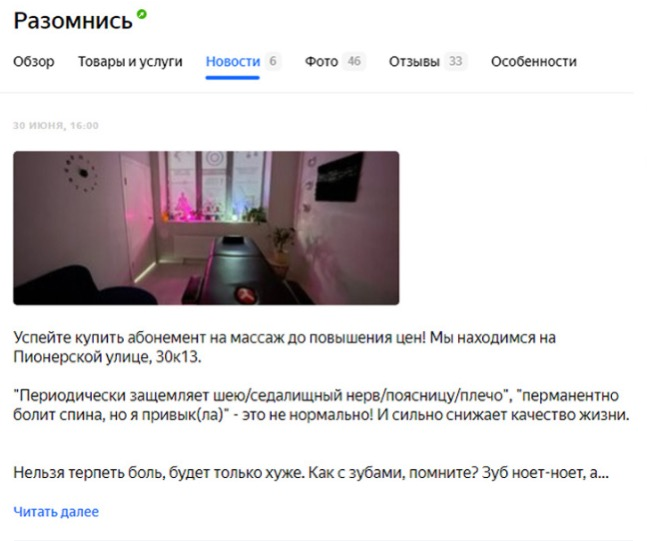 Разомнись
Обзор Товары и услуги Новости 6 Фото 46 Отзывы 33 Особенности
30 ИЮНЯ, 16:00
Успейте купить абонемент на массаж до повышения цен! Мы находимся на
Пионерской улице, 30к13.
"Периодически защемляет шею/седалищный нерв/поясницу/плечо", "перманентно
болит спина, но я привык(ла)" - это не нормально! И сильно снижает качество жизни.
Нельзя терпеть боль, будет только хуже. Как с зубами, помните? Зуб ноет-ноет, а...
Читать далее